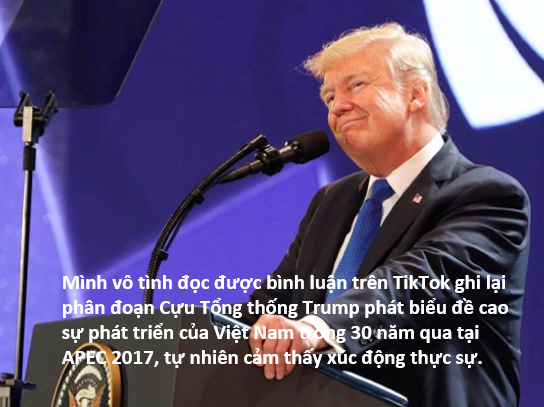 Mình vô tình đọc được bình luận trên TikTok ghi lại
phân đoạn Cựu Tổng thống Trump phát biểu đề cao
sự phát triển của Việt Nam trong 30 năm qua tại
APEC 2017, tự nhiên cảm thấy xúc động thực sự.